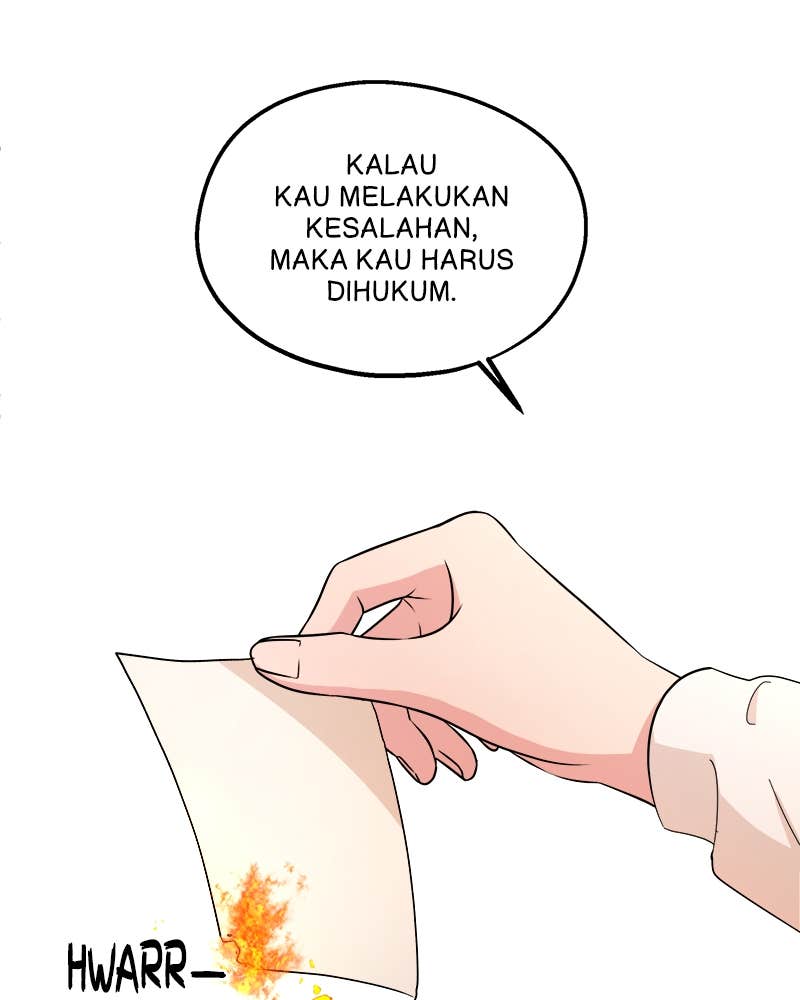 KALAU
KAU MELAKUKAN
KESALAHAN,
MAKA KAU HARUS
DIHUKUM.
HWARR—